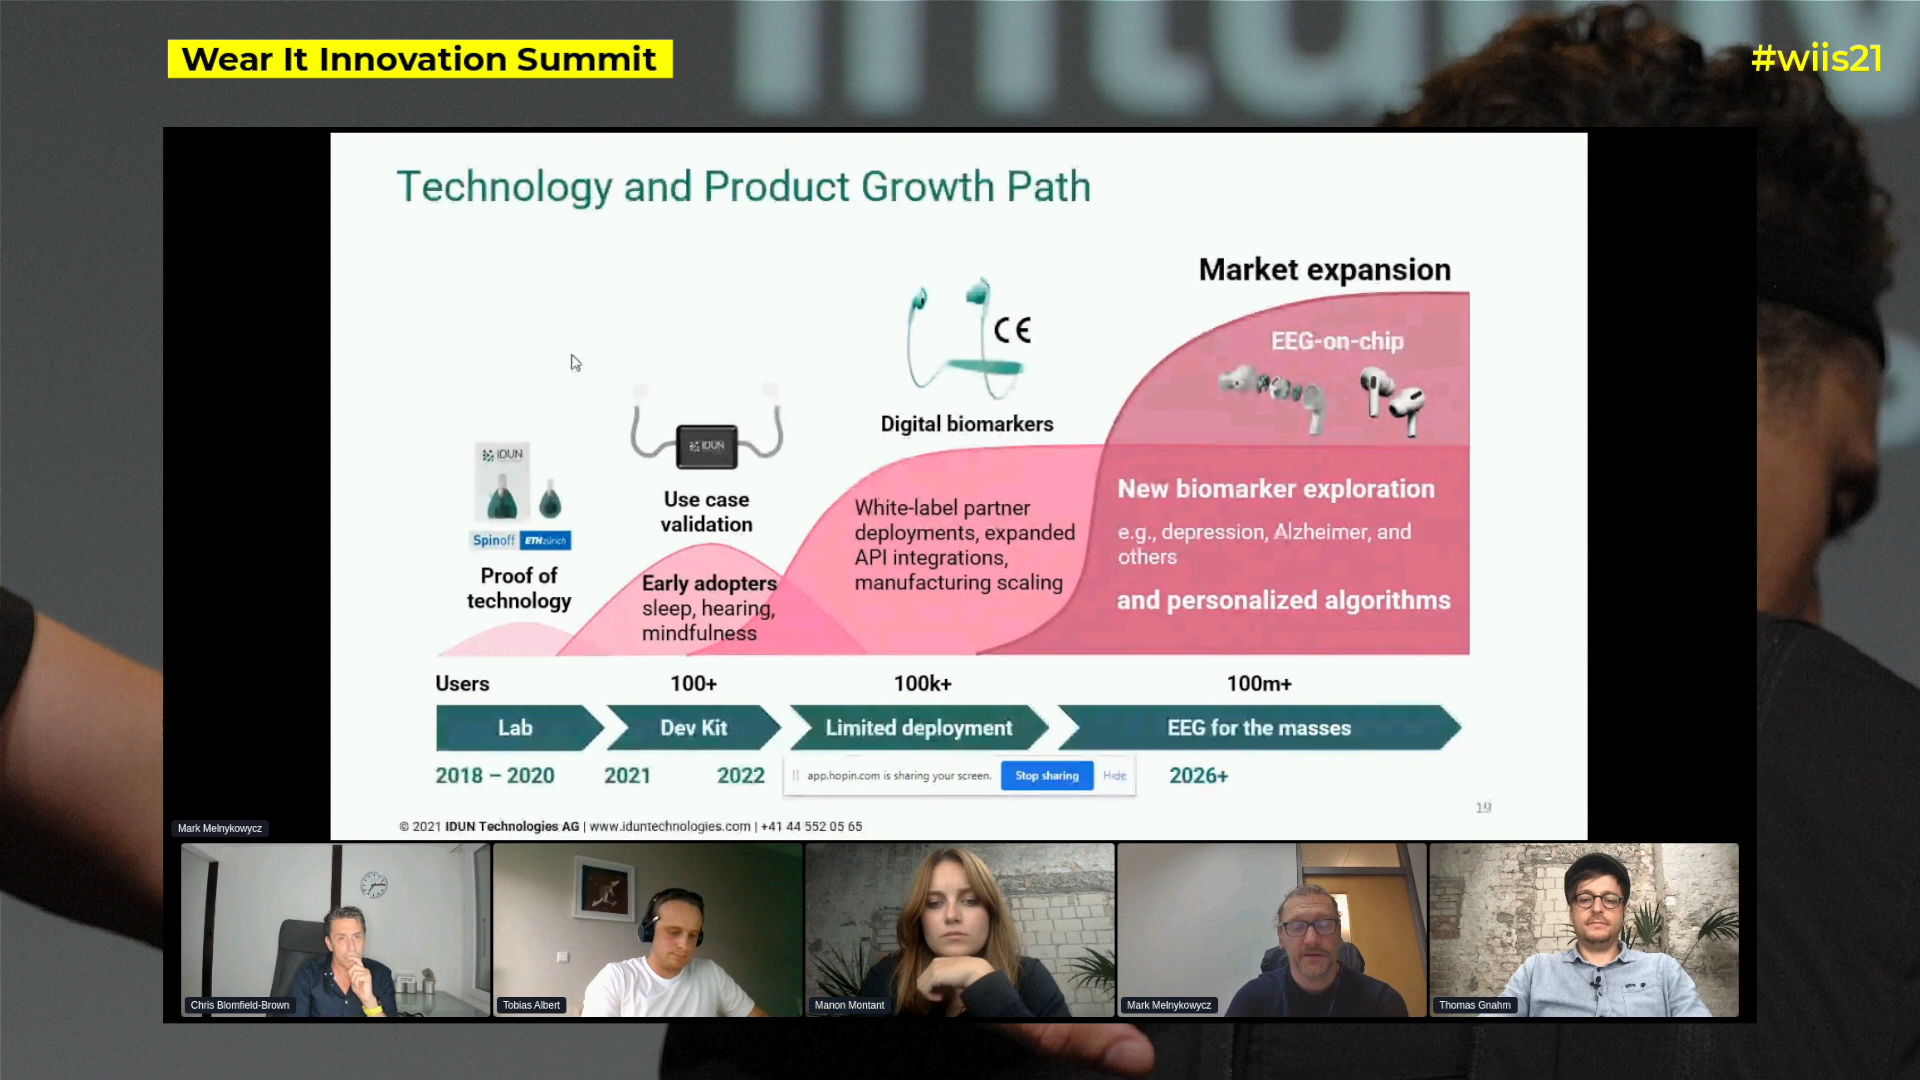 Wear It Innovation Summit
#wiis21
Technology and Product Growth Path
Market expansion
EEG-on-chip
CE
Digital biomarkers
IDUN
IDUN
Use case
validation
Spinoff ETH zürich
Proof of
technology
Early adopters
sleep, hearing,
mindfulness
White-label partner
deployments, expanded
API integrations,
manufacturing scaling
New biomarker exploration
e.g., depression, Alzheimer, and
others
and personalized algorithms
Users 100+ 100k+ 100m+
Lab Dev Kit Limited deployment EEG for the masses
2018 – 2020 2021 2022 2026+
app.hopin.com is sharing your screen. Stop sharing Hide
19
© 2021 IDUN Technologies AG | www.iduntechnologies.com | +41 44 552 05 65
Mark Melnykowycz
Chris Blomfield-Brown
Tobias Albert
Manon Montant
Mark Melnykowycz
Thomas Gnahm